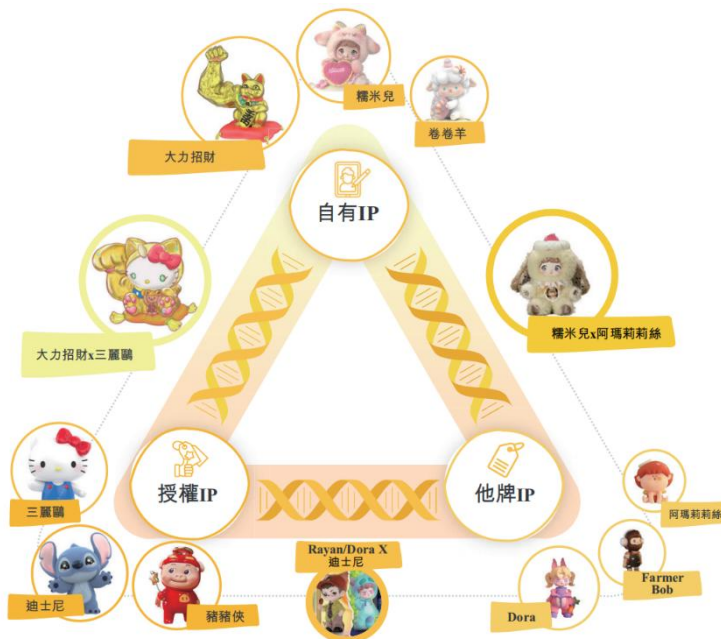 糯米兒
卷卷羊
大力招財
自有IP
大力招財x三麗鷗
糯米兒x阿瑪莉莉絲
授權IP
他牌IP
三麗鷗
阿瑪莉莉絲
迪士尼
豬豬俠
Rayan/Dora X
迪士尼
Dora
Farmer
Bob